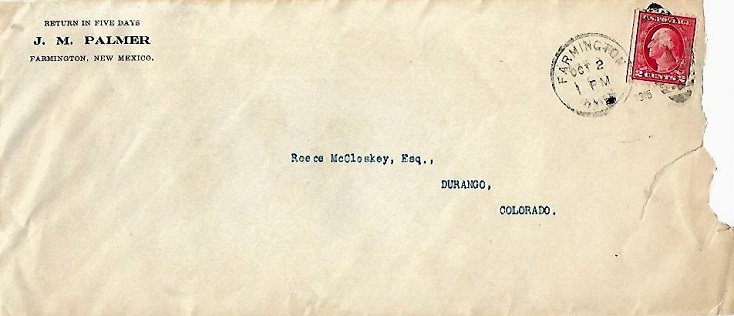 RETURN IN FIVE DAYS
J. M. PALMER
FARMINGTON, NEW MEXICO.
FARMINGTON
OCT 2
1 PM
U.S. POSTAGE
2 CENTS 2
Reece McCloskey, Esq.,
DURANGO,
COLORADO.